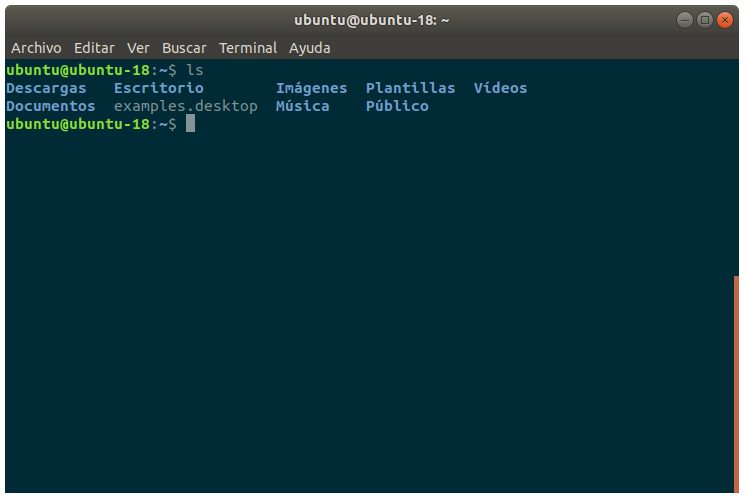 ubuntu@ubuntu-18: ~
Archivo Editar Ver Buscar Terminal Ayuda
ubuntu@ubuntu-18:~$ ls
Descargas Escritorio Imágenes Plantillas Vídeos
Documentos examples.desktop Música Público
ubuntu@ubuntu-18:~$